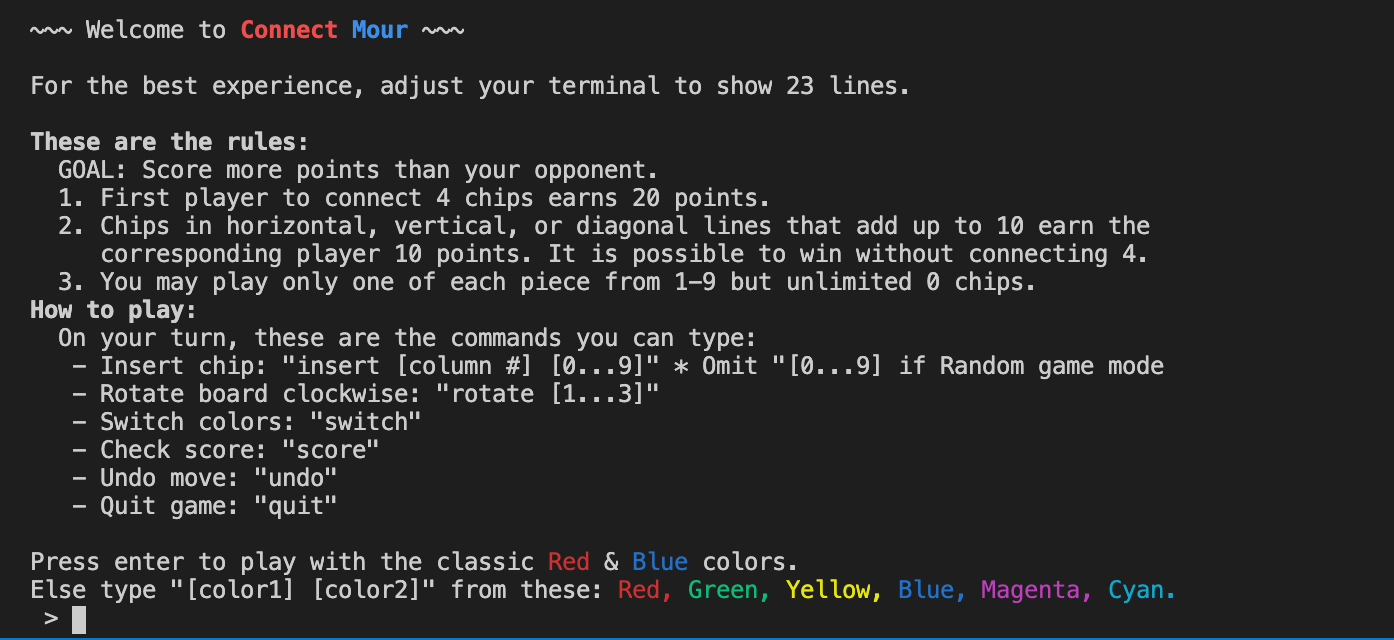 ~~~ Welcome to Connect Mour ~~~
For the best experience, adjust your terminal to show 23 lines.
These are the rules:
GOAL: Score more points than your opponent.
1. First player to connect 4 chips earns 20 points.
2. Chips in horizontal, vertical, or diagonal lines that add up to 10 earn the
corresponding player 10 points. It is possible to win without connecting 4.
3. You may play only one of each piece from 1-9 but unlimited 0 chips.
How to play:
On your turn, these are the commands you can type:
- Insert chip: "insert [column #] [0...9]" * Omit "[0...9] if Random game mode
- Rotate board clockwise: "rotate [1...3]"
- Switch colors: "switch"
- Check score: "score"
- Undo move: "undo"
- Quit game: "quit"
Press enter to play with the classic Red & Blue colors.
Else type "[color1] [color2]" from these: Red, Green, Yellow, Blue, Magenta, Cyan.
>